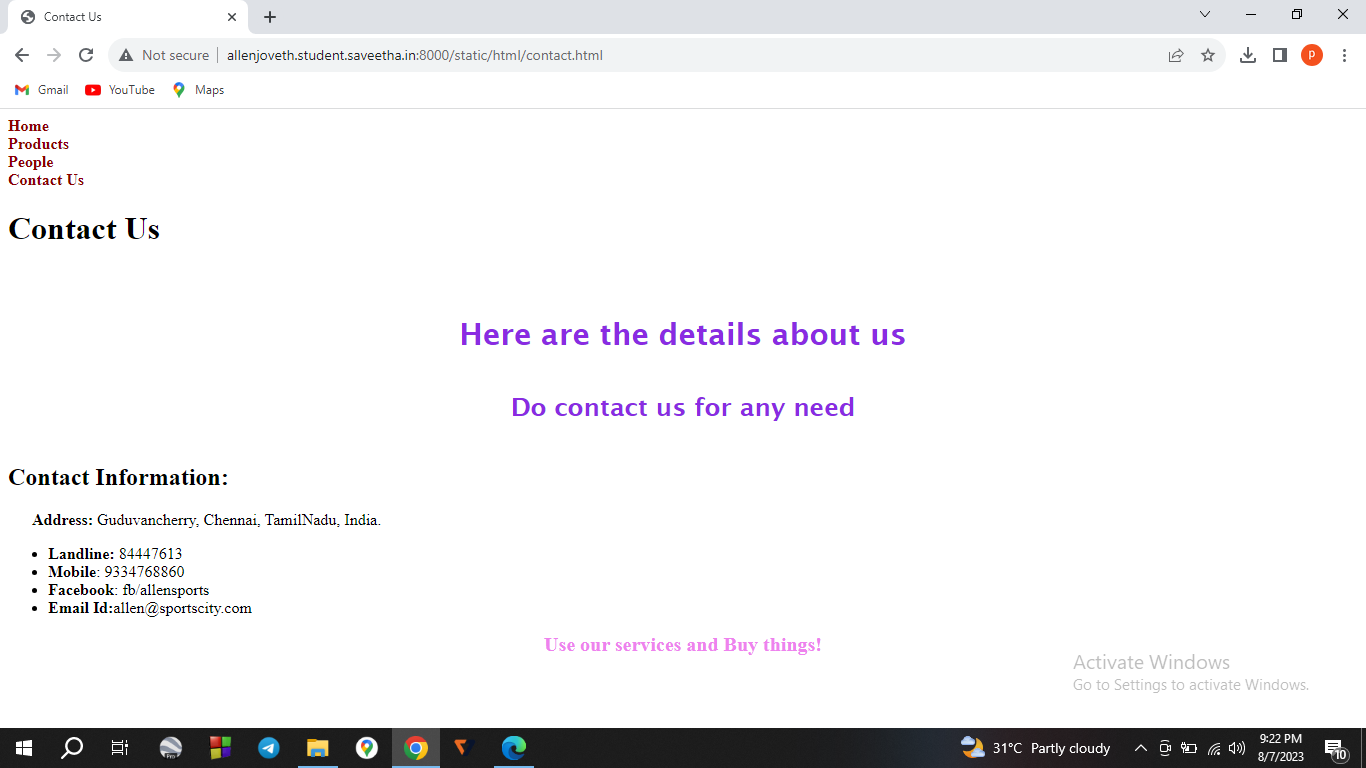 Contact Us
Not secure
allenjoveth.student.saveetha.in:8000/static/html/contact.html
P
Gmail
YouTube
Maps
Home
Products
People
Contact Us
Contact Us
Here are the details about us
Do contact us for any need
Contact Information:
Address: Guduvancherry, Chennai, TamilNadu, India.
Landline: 84447613
Mobile: 9334768860
Facebook: fb/allensports
Email Id:allen@sportscity.com
Use our services and Buy things!
Activate Windows
Go to Settings to activate Windows.
Pro
31°C Partly cloudy
9:22 PM
8/7/2023
10